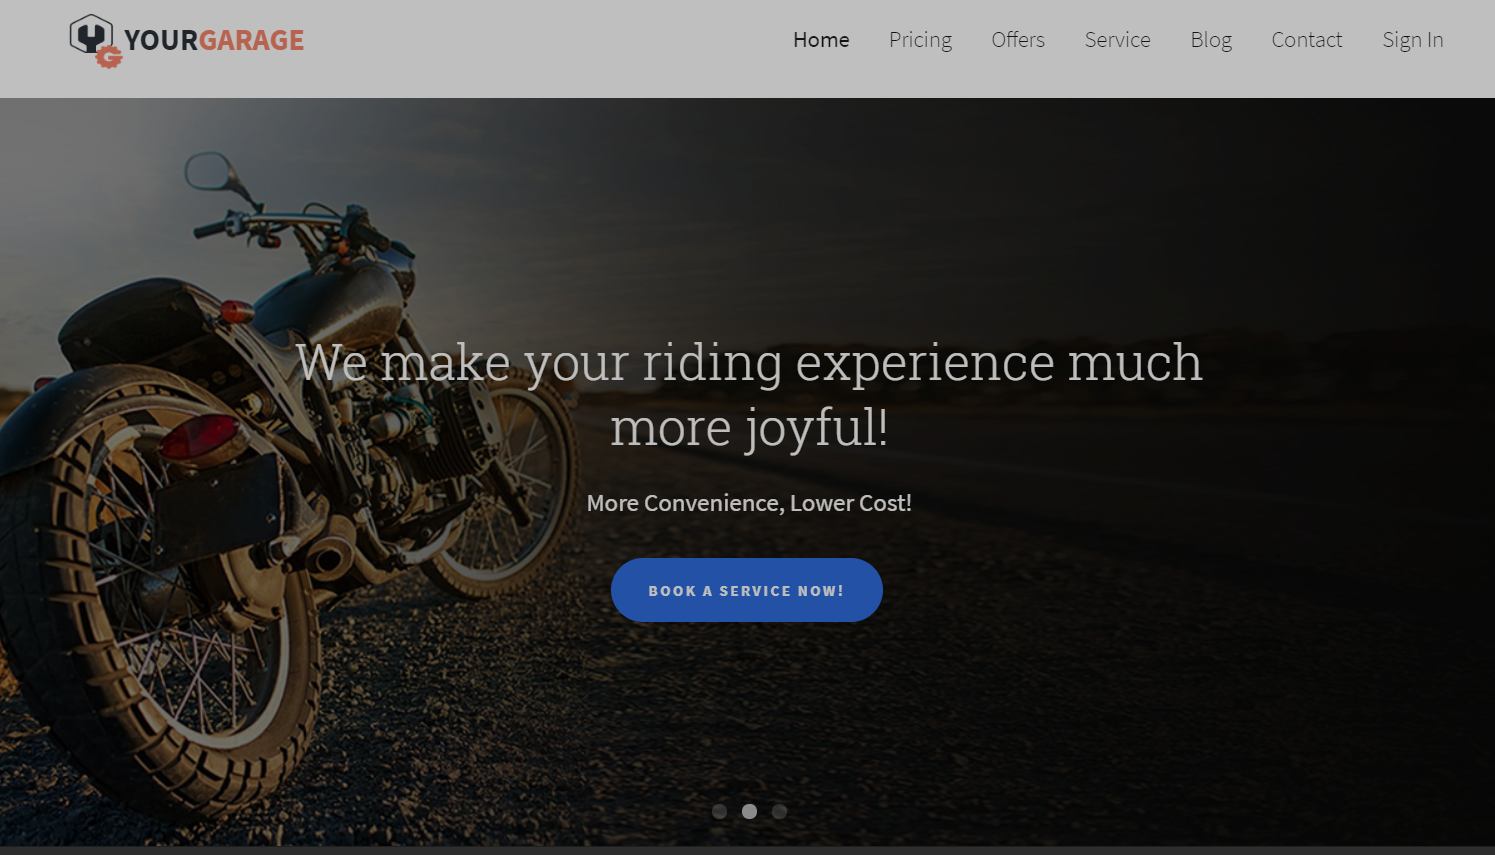 YOURGARAGE
Home Pricing Offers Service Blog Contact Sign In
We make your riding experience much
more joyful!
More Convenience, Lower Cost!
BOOK A SERVICE NOW!